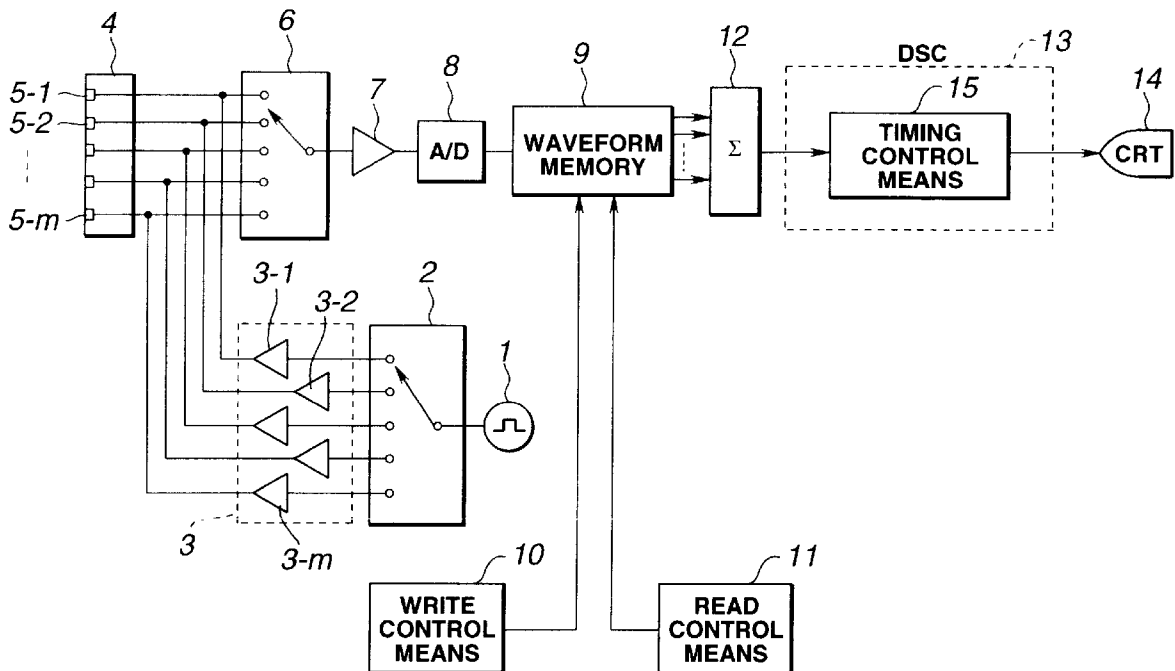 4
6
12
DSC
13
5-1
5-2
5-m
7
8
A/D
9
WAVEFORM
MEMORY
Σ
15
TIMING
CONTROL
MEANS
14
CRT
3-1
3-2
2
1
3
3-m
10
WRITE
CONTROL
MEANS
11
READ
CONTROL
MEANS